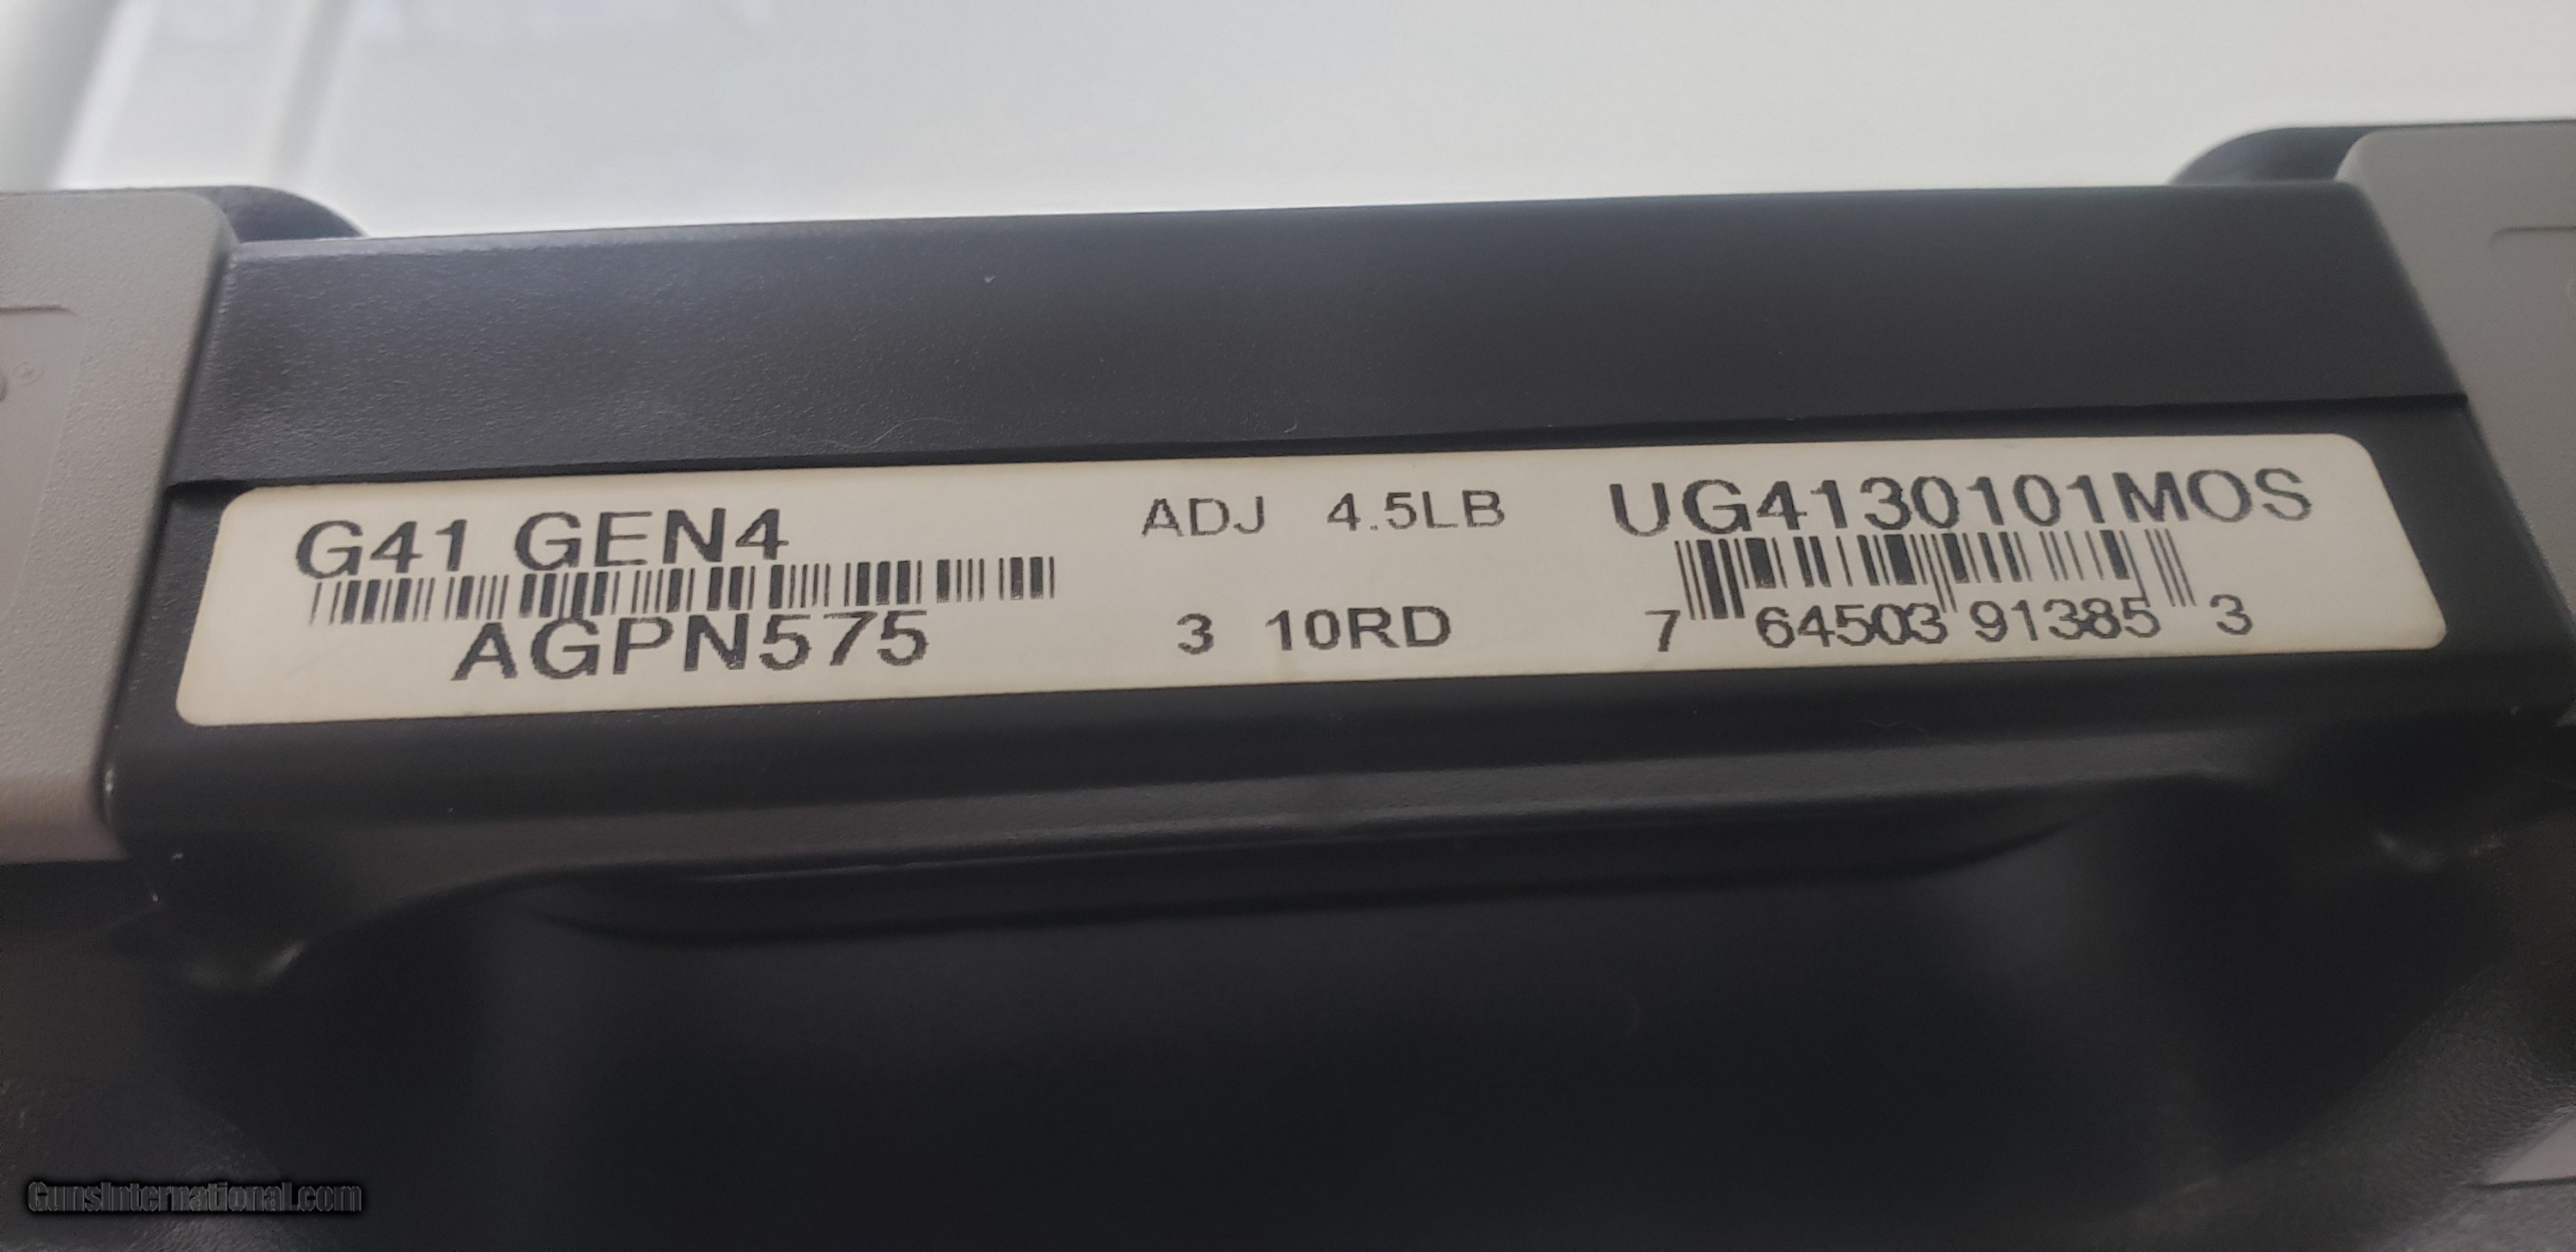 G41 GEN4
AGPN575
ADJ 4.5LB
3 10RD
UG4130101MOS
7 64503 91385 3
GunsInternational.com